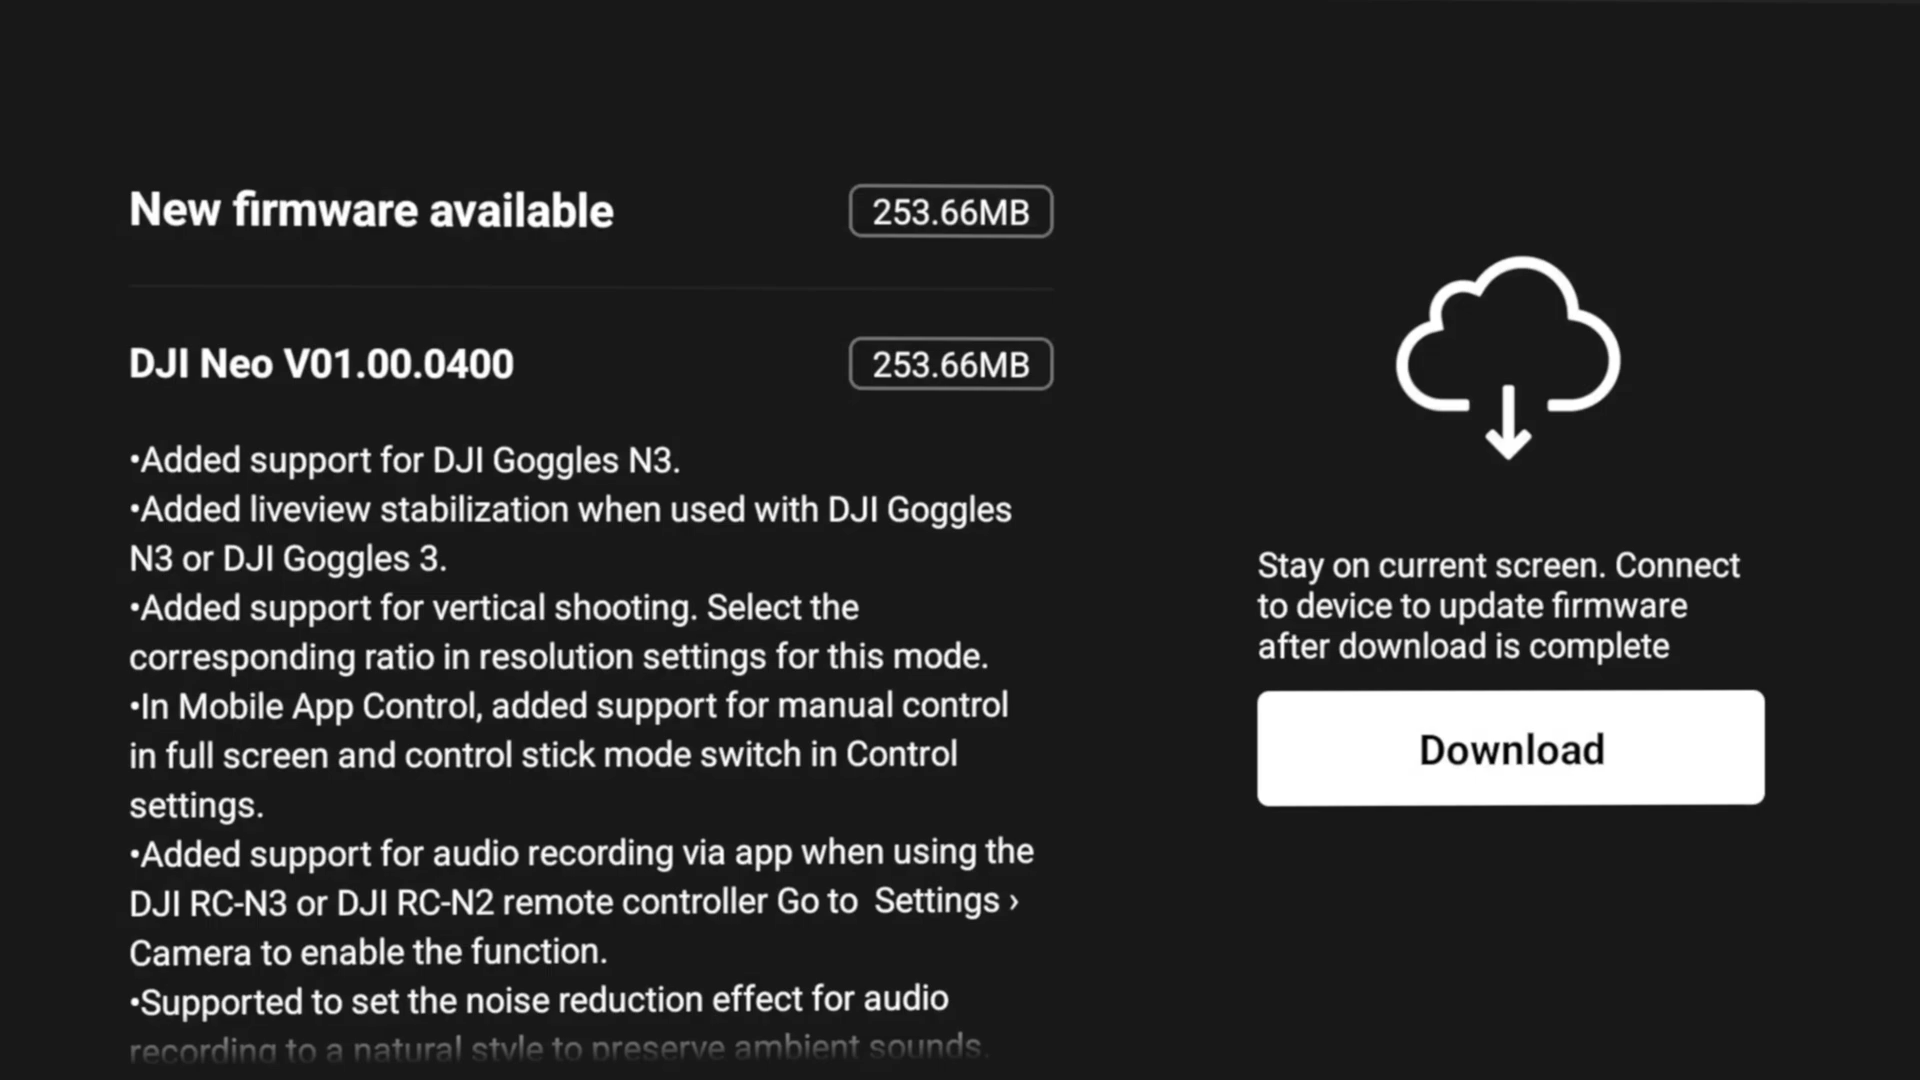 New firmware available
253.66MB
DJI Neo V01.00.0400
253.66MB
•Added support for DJI Goggles N3.
•Added liveview stabilization when used with DJI Goggles
N3 or DJI Goggles 3.
•Added support for vertical shooting. Select the
corresponding ratio in resolution settings for this mode.
•In Mobile App Control, added support for manual control
in full screen and control stick mode switch in Control
settings.
•Added support for audio recording via app when using the
DJI RC-N3 or DJI RC-N2 remote controller Go to  Settings ›
Camera to enable the function.
•Supported to set the noise reduction effect for audio
recording to a natural style to preserve ambient sounds.
Stay on current screen. Connect
to device to update firmware
after download is complete
Download